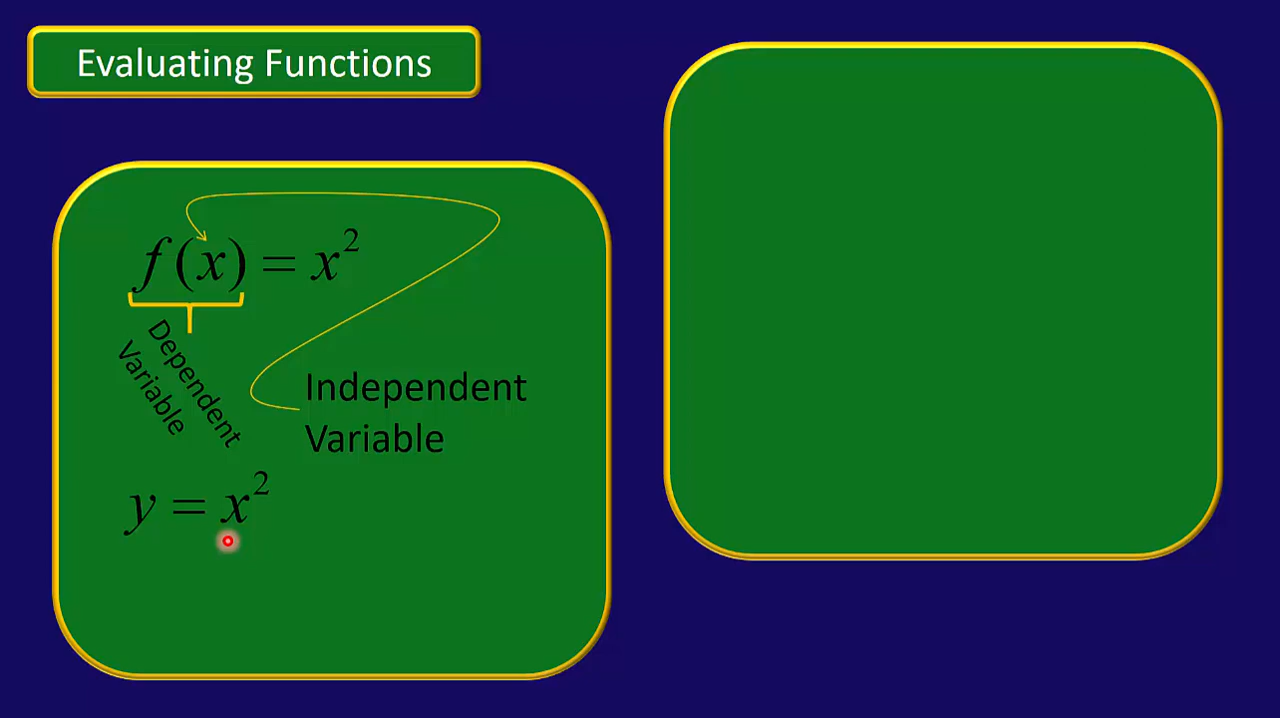 Evaluating Functions
f(x) = x²
Dependent
Variable
Independent
Variable
y = x²